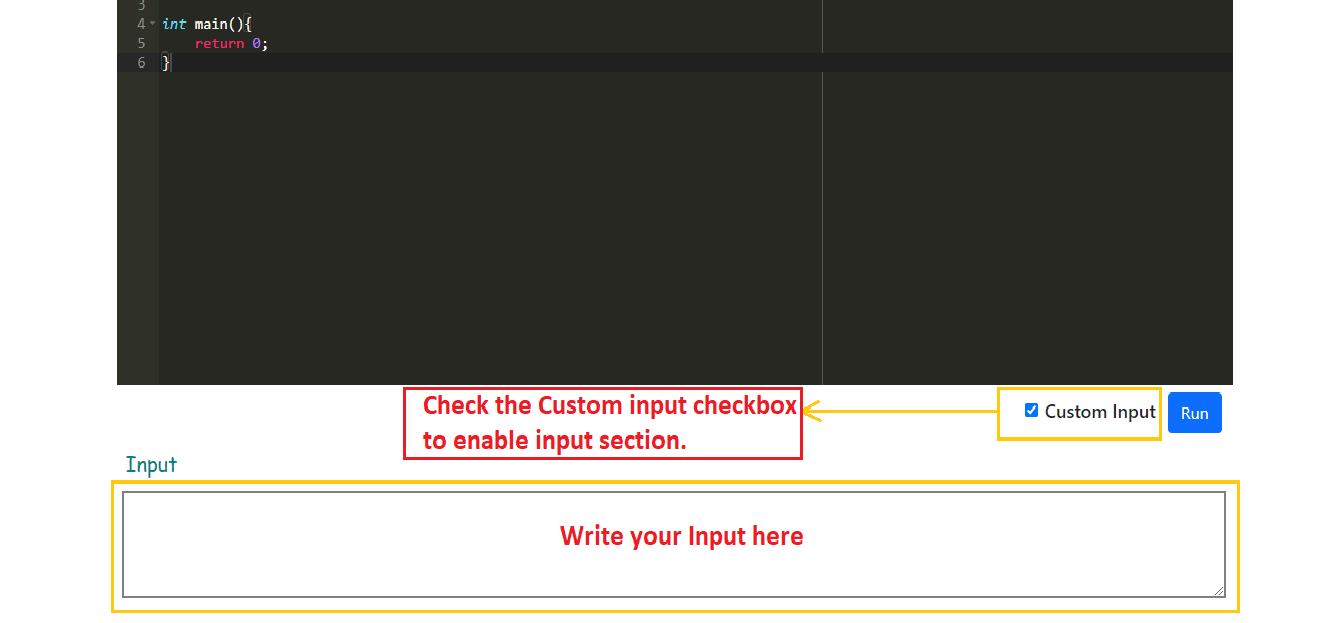 3
4 int main(){
5 return 0;
6 }
Check the Custom input checkbox
to enable input section.
Custom Input
Run
Input
Write your Input here